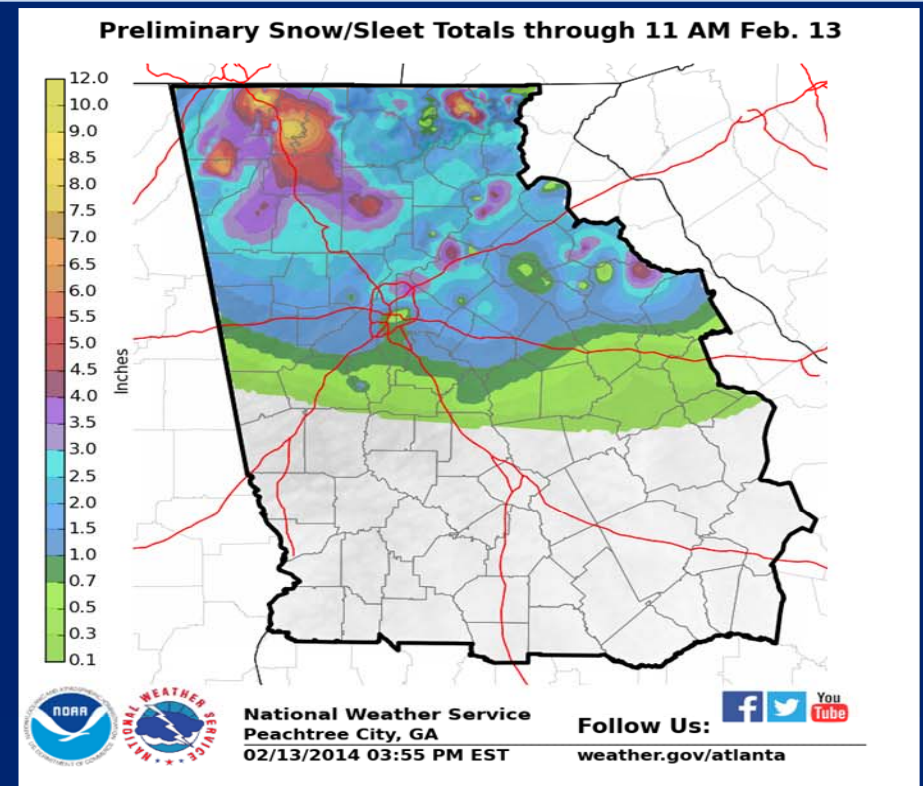 Preliminary Snow/Sleet Totals through 11 AM Feb. 13
12.0
10.0
9.0
8.5
8.0
7.5
7.0
6.5
6.0
5.5
5.0
4.5
4.0
3.5
3.0
2.5
2.0
1.5
1.0
0.7
0.5
0.3
0.1
Inches
NOAA
NATIONAL WEATHER SERVICE
National Weather Service
Peachtree City, GA
02/13/2014 03:55 PM EST
Follow Us:
weather.gov/atlanta
You
Tube